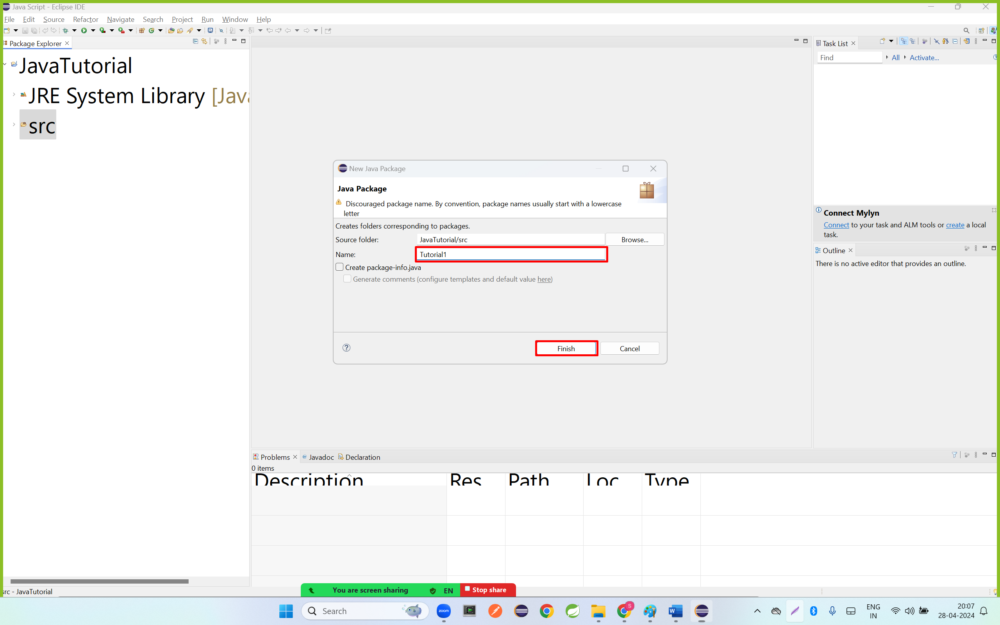 Java Script - Eclipse IDE
File Edit Source Refactor Navigate Search Project Run Window Help
Package Explorer
JavaTutorial
JRE System Library [Java
src
New Java Package
Java Package
Discouraged package name. By convention, package names usually start with a lowercase
letter
Creates folders corresponding to packages.
Source folder: JavaTutorial/src Browse...
Name: Tutorial1
Create package-info.java
Generate comments (configure templates and default value here)
Finish Cancel
Task List
Find All Activate...
Connect Mylyn
Connect to your task and ALM tools or create a local
task.
Outline
There is no active editor that provides an outline.
Problems @ Javadoc Declaration
0 items
Description Res Path Loc Type
src - JavaTutorial
You are screen sharing EN Stop share
Search
zoom
S
W
ENG
IN
20:07
28-04-2024